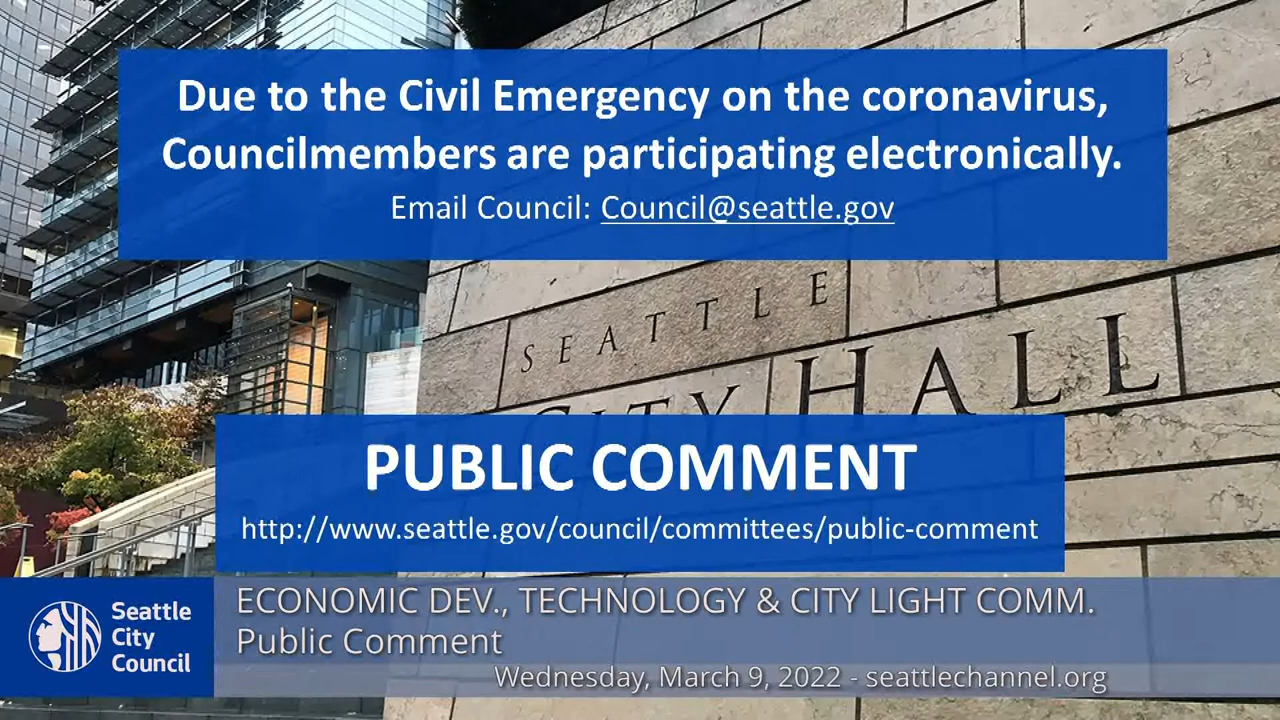 Due to the Civil Emergency on the coronavirus,
Councilmembers are participating electronically.
Email Council: Council@seattle.gov
SEATTLE
CITY HALL
PUBLIC COMMENT
http://www.seattle.gov/council/committees/public-comment
ECONOMIC DEV., TECHNOLOGY & CITY LIGHT COMM.
Public Comment
Wednesday, March 9, 2022 - seattlechannel.org
Seattle
City
Council